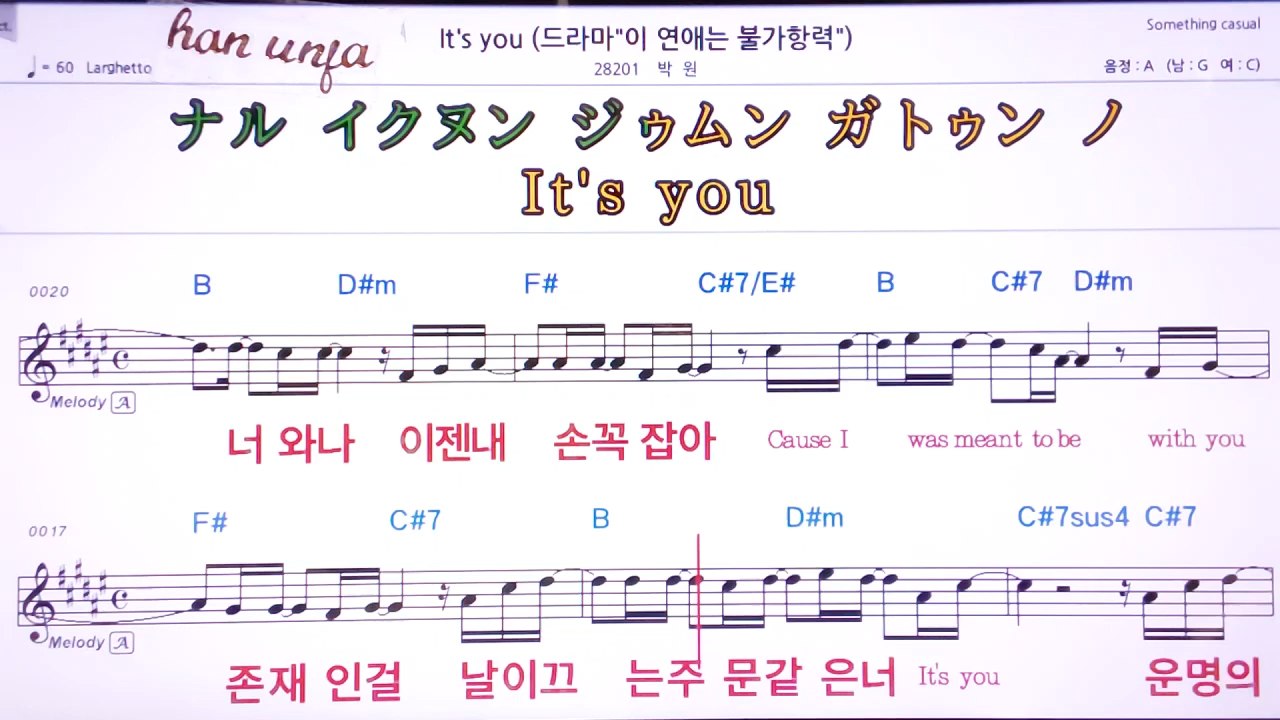 han unja
It's you (드라마"이 연애는 불가항력")
Something casual
♩= 60 Larghetto
28201 박 원
음정 : A (남 : G 여 : C)
ナル イクヌン ジゥムン ガトゥン ノ
It's you
0020
B D#m F# C#7/E# B C#7 D#m
Melody A
너 와나 이젠내 손꼭 잡아 Cause I was meant to be with you
0017
F# C#7 B D#m C#7sus4 C#7
Melody A
존재 인걸 날이끄 는주 문같 은너 It's you 운명의